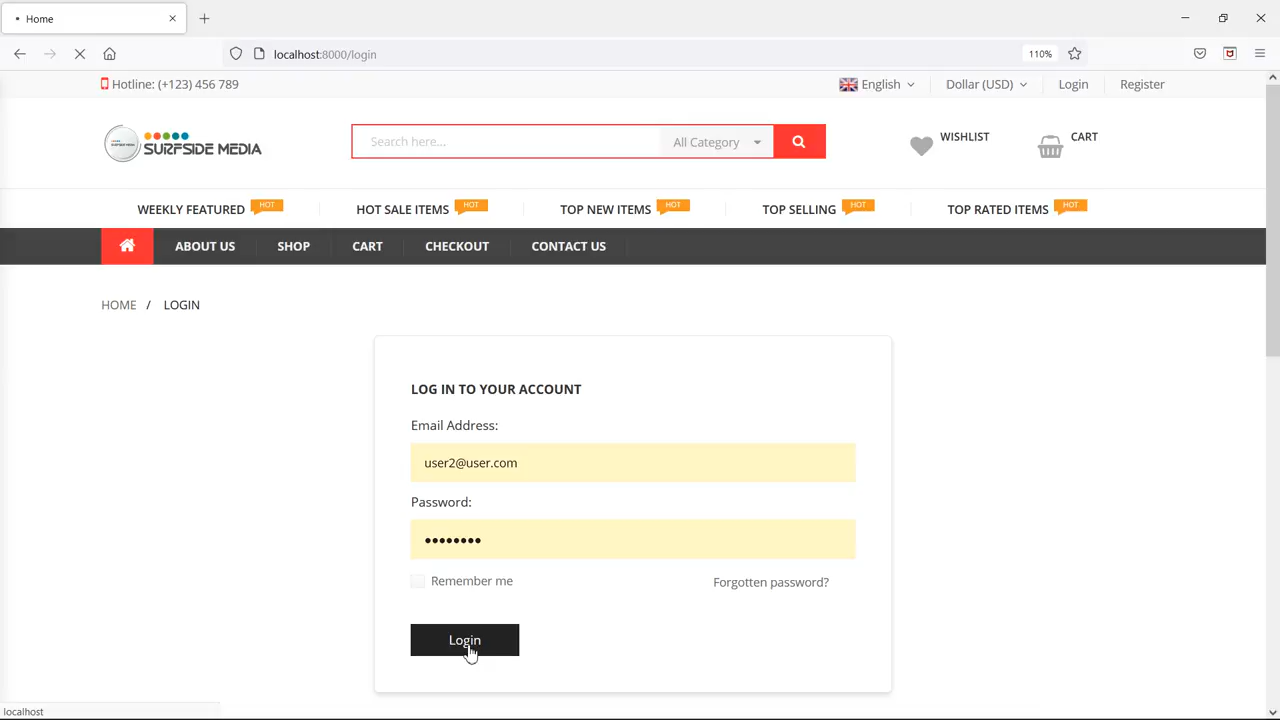 Home
localhost:8000/login
110%
Hotline: (+123) 456 789
English
Dollar (USD)
Login
Register
SURFSIDE MEDIA
Search here...
All Category
WISHLIST
CART
WEEKLY FEATURED HOT
HOT SALE ITEMS HOT
TOP NEW ITEMS HOT
TOP SELLING HOT
TOP RATED ITEMS HOT
ABOUT US
SHOP
CART
CHECKOUT
CONTACT US
HOME / LOGIN
LOG IN TO YOUR ACCOUNT
Email Address:
user2@user.com
Password:
••••••••
Remember me
Forgotten password?
Login
localhost